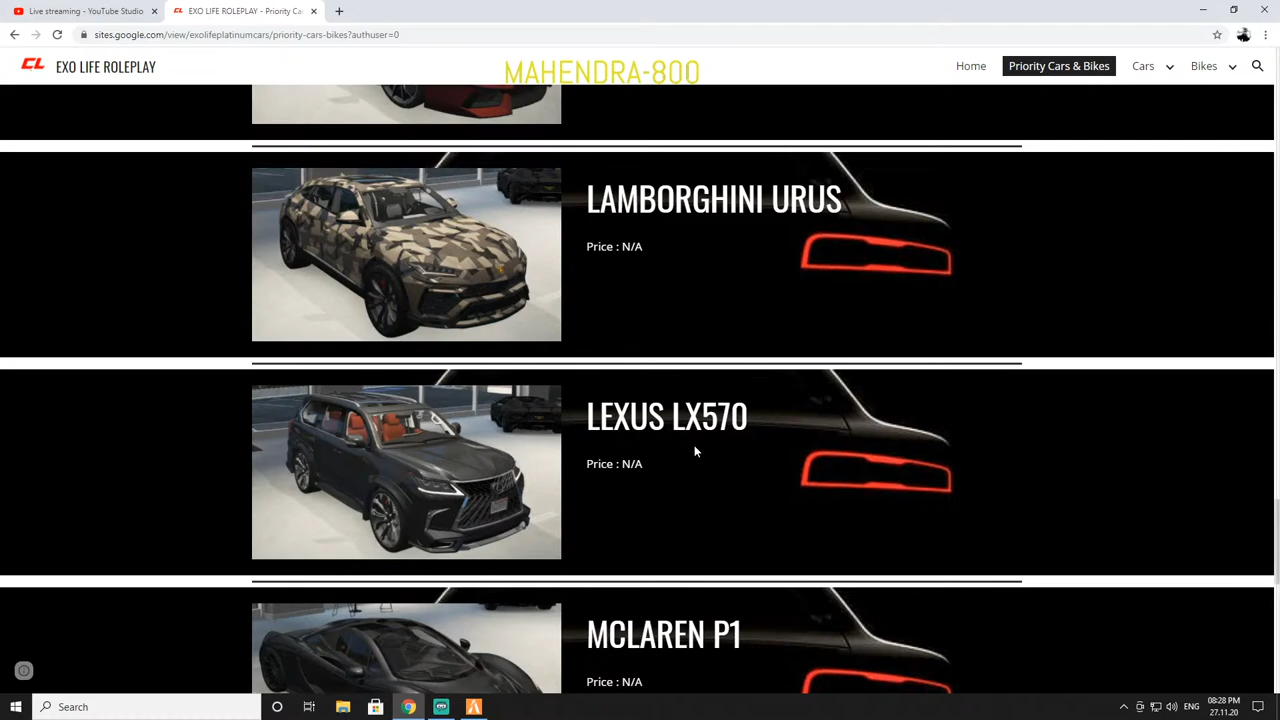 Live streaming - YouTube Studio
EXO LIFE ROLEPLAY - Priority Ca
sites.google.com/view/exolifeplatinumcars/priority-cars-bikes?authuser=0
CL EXO LIFE ROLEPLAY
MAHENDRA-800
Home Priority Cars & Bikes Cars Bikes
LAMBORGHINI URUS
Price : N/A
LEXUS LX570
Price : N/A
MCLAREN P1
Price : N/A
Search
ENG
08:28 PM
27.11.20